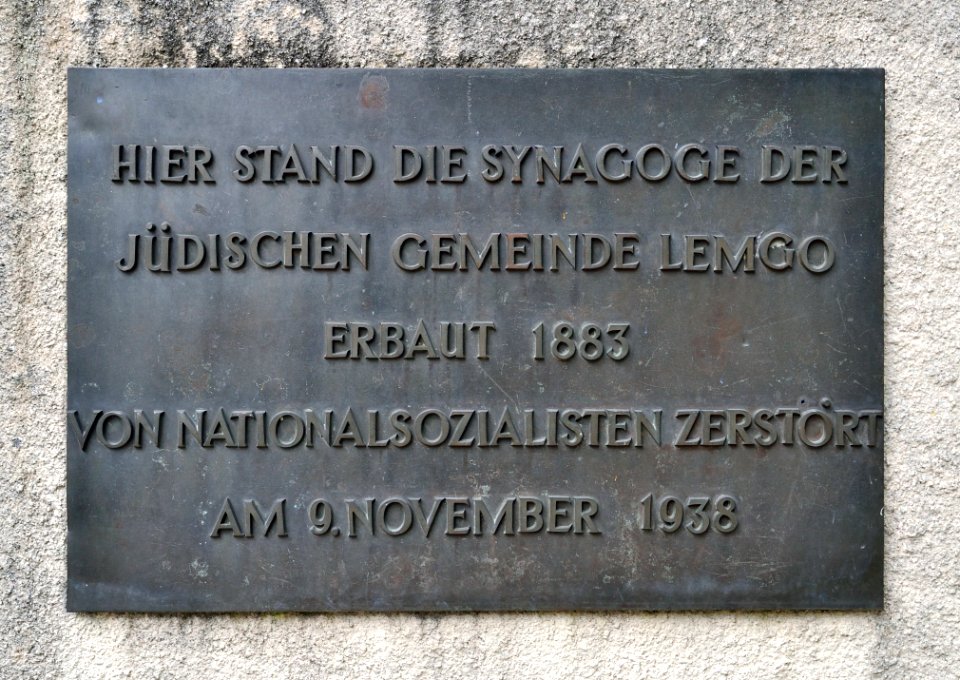 HIER STAND DIE SYNAGOGE DER
JÜDISCHEN GEMEINDE LEMGO
ERBAUT 1883
VON NATIONALSOZIALISTEN ZERSTÖRT
AM 9.NOVEMBER 1938